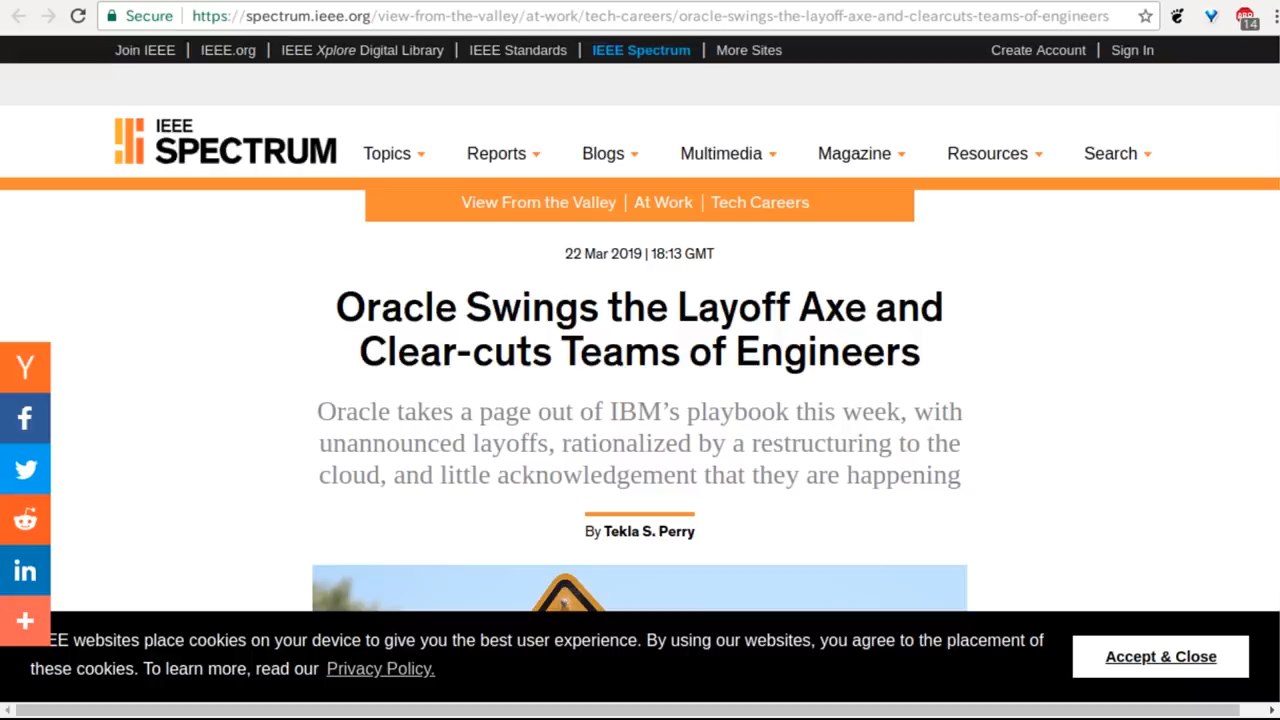 Secure https://spectrum.ieee.org/view-from-the-valley/at-work/tech-careers/oracle-swings-the-layoff-axe-and-clearcuts-teams-of-engineers
14
Join IEEE | IEEE.org | IEEE Xplore Digital Library | IEEE Standards | IEEE Spectrum | More Sites Create Account | Sign In
IEEE
SPECTRUM
Topics Reports Blogs Multimedia Magazine Resources Search
View From the Valley | At Work | Tech Careers
22 Mar 2019 | 18:13 GMT
Oracle Swings the Layoff Axe and
Clear-cuts Teams of Engineers
Oracle takes a page out of IBM's playbook this week, with
unannounced layoffs, rationalized by a restructuring to the
cloud, and little acknowledgement that they are happening
By Tekla S. Perry
EE websites place cookies on your device to give you the best user experience. By using our websites, you agree to the placement of
these cookies. To learn more, read our Privacy Policy.
Accept & Close